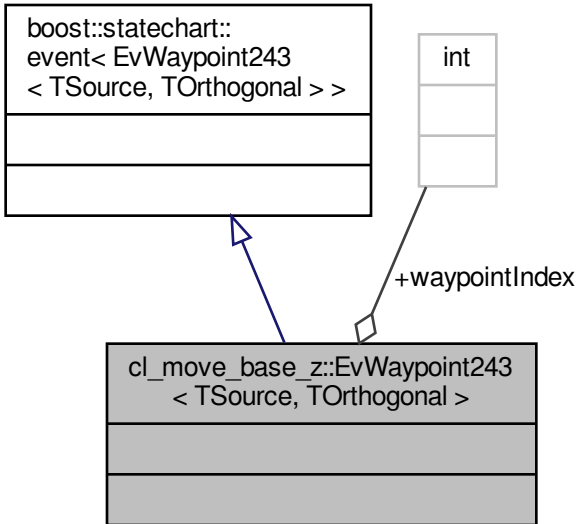 boost::statechart::
event< EvWaypoint243
< TSource, TOrthogonal > >
int
+waypointIndex
cl_move_base_z::EvWaypoint243
< TSource, TOrthogonal >